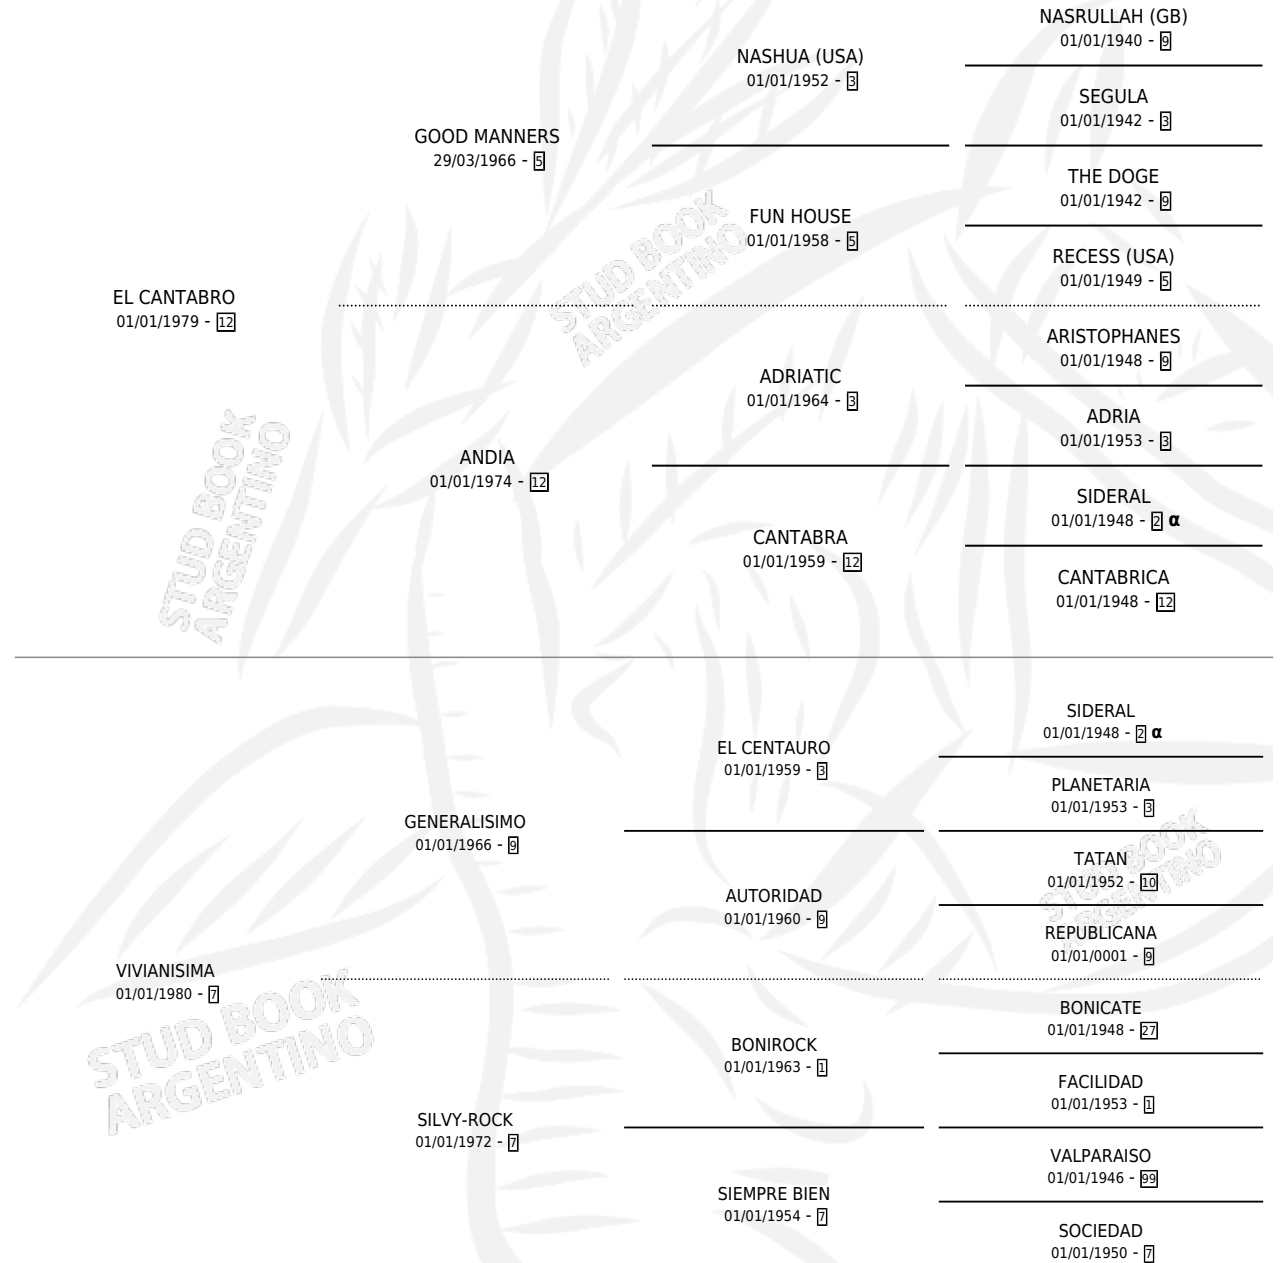 NASRULLAH (GB)
01/01/1940 - 9
NASHUA (USA)
01/01/1952 - 3
SEGULA
01/01/1942 - 3
GOOD MANNERS
29/03/1966 - 5
THE DOGE
01/01/1942 - 9
FUN HOUSE
01/01/1958 - 5
RECESS (USA)
01/01/1949 - 5
EL CANTABRO
01/01/1979 - 12
ARISTOPHANES
01/01/1948 - 9
ADRIATIC
01/01/1964 - 3
ADRIA
01/01/1953 - 3
ANDIA
01/01/1974 - 12
SIDERAL
01/01/1948 - 2 α
CANTABRA
01/01/1959 - 12
CANTABRICA
01/01/1948 - 12
STUD BOOK
ARGENTINO
STUD BOOK
ARGENTINO
SIDERAL
01/01/1948 - 2 α
EL CENTAURO
01/01/1959 - 3
PLANETARIA
01/01/1953 - 3
GENERALISIMO
01/01/1966 - 9
TATAN
01/01/1952 - 10
AUTORIDAD
01/01/1960 - 9
REPUBLICANA
01/01/0001 - 9
VIVIANISIMA
01/01/1980 - 7
BONICATE
01/01/1948 - 27
BONIROCK
01/01/1963 - 1
FACILIDAD
01/01/1953 - 1
SILVY-ROCK
01/01/1972 - 7
VALPARAISO
01/01/1946 - 99
SIEMPRE BIEN
01/01/1954 - 7
SOCIEDAD
01/01/1950 - 7
STUD BOOK
ARGENTINO
STUD BOOK
ARGENTINO